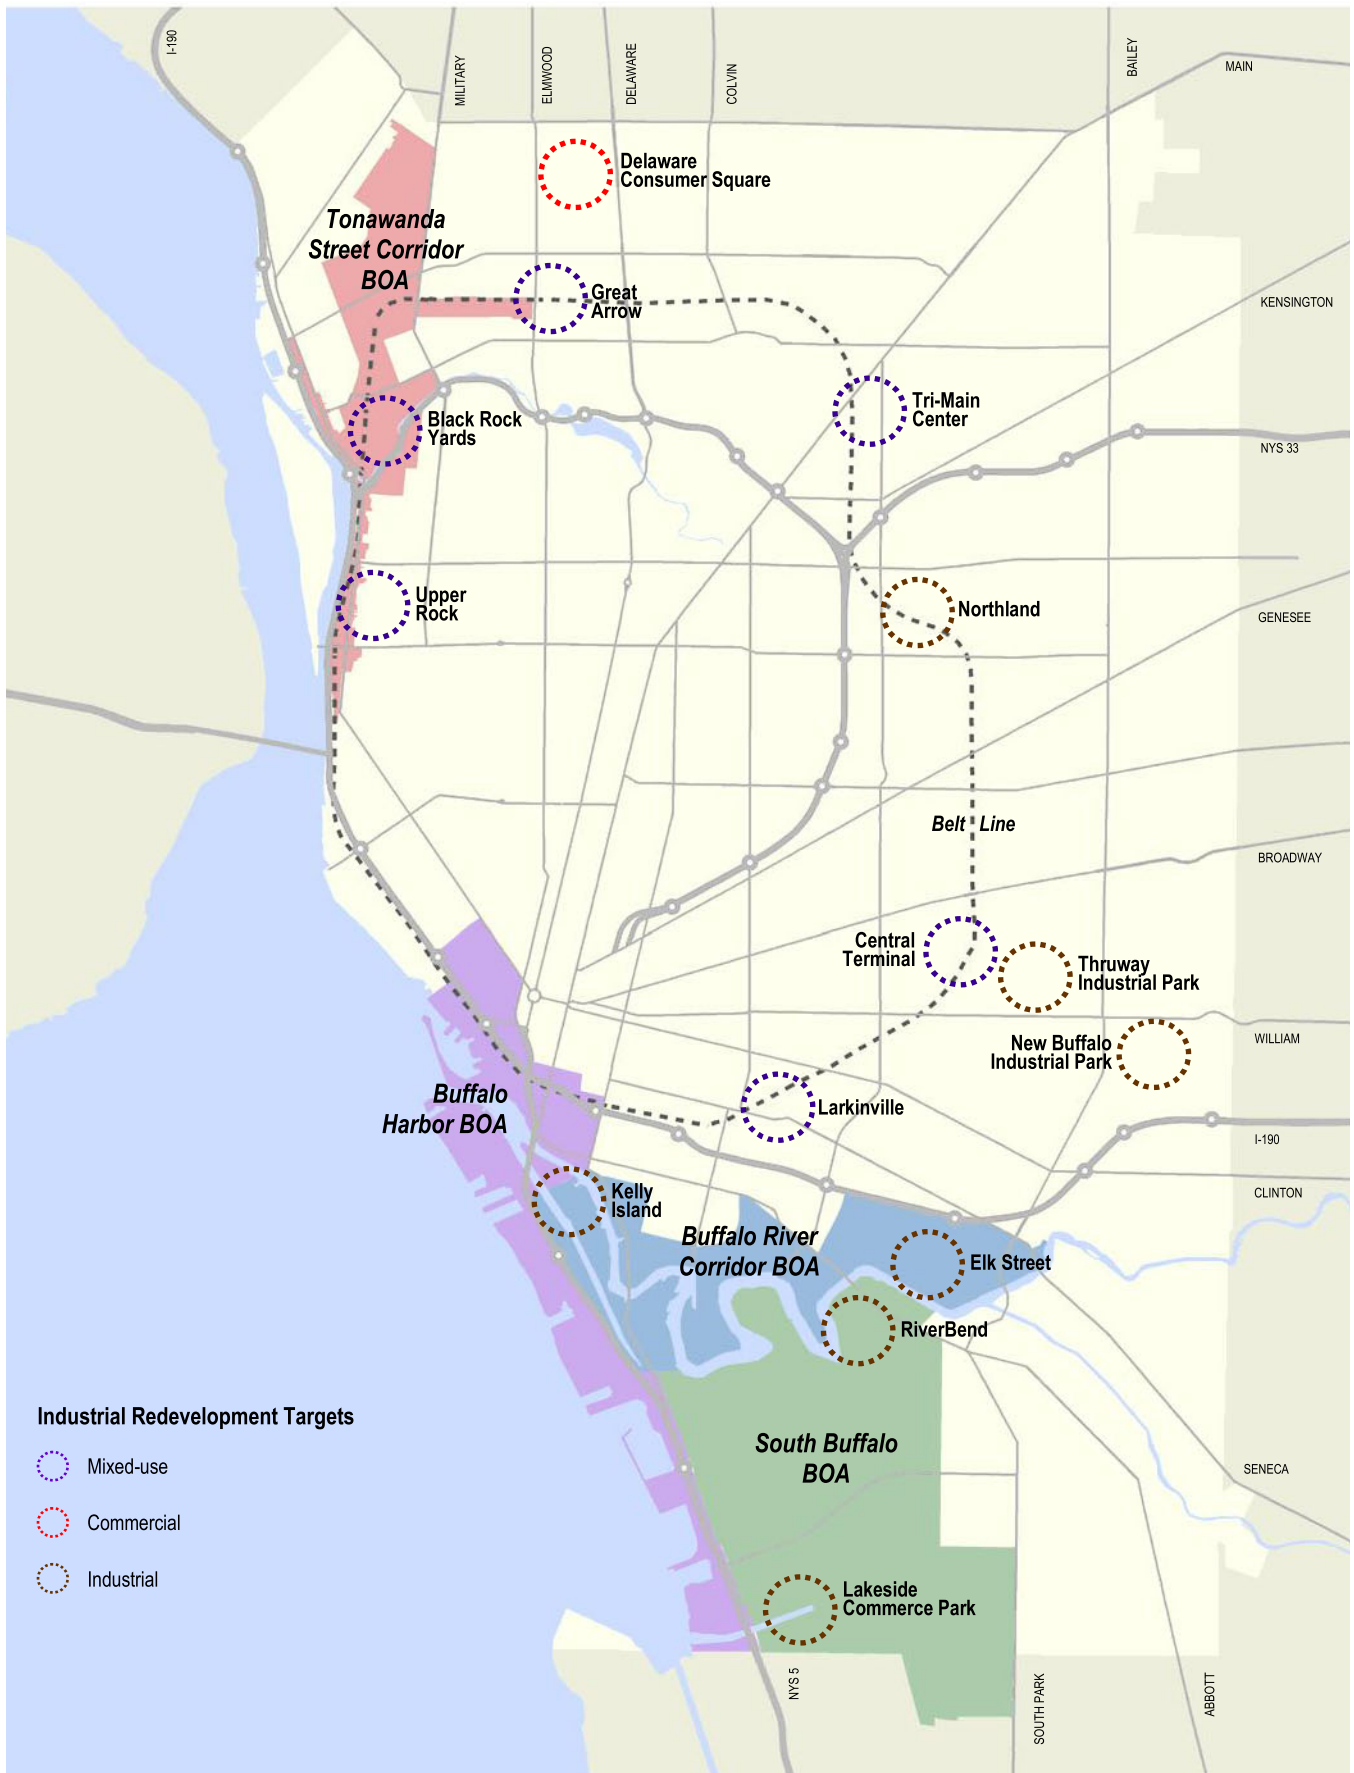 I-190
MILITARY
ELMWOOD
DELAWARE
COLVIN
BAILEY
MAIN
Delaware
Consumer Square
Tonawanda
Street Corridor
BOA
Great
Arrow
KENSINGTON
Tri-Main
Center
Black Rock
Yards
NYS 33
Upper
Rock
Northland
GENESEE
Belt Line
BROADWAY
Central
Terminal
Thruway
Industrial Park
New Buffalo
Industrial Park
WILLIAM
Buffalo
Harbor BOA
Larkinville
I-190
CLINTON
Kelly
Island
Buffalo River
Corridor BOA
Elk Street
RiverBend
Industrial Redevelopment Targets
Mixed-use
Commercial
Industrial
South Buffalo
BOA
SENECA
Lakeside
Commerce Park
NYS 5
SOUTH PARK
ABBOTT